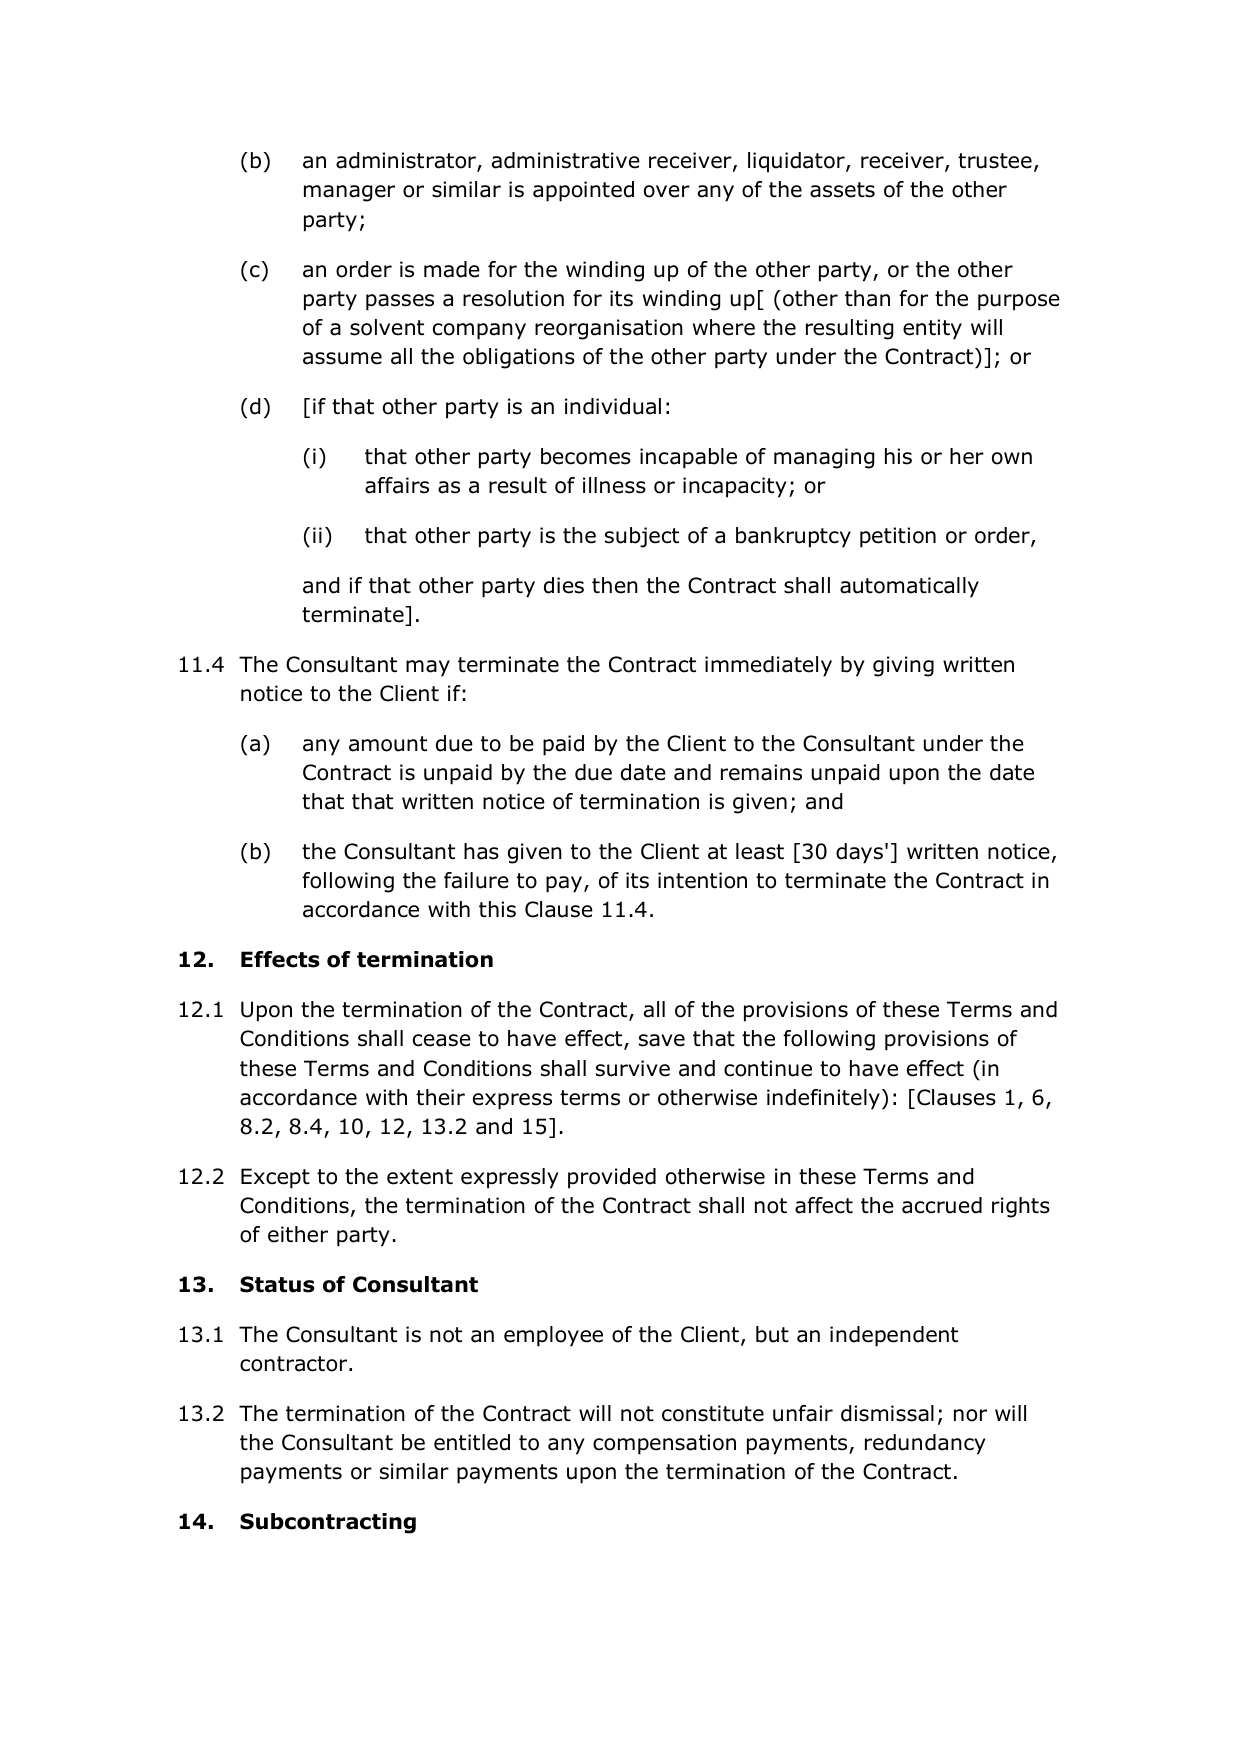 (b) an administrator, administrative receiver, liquidator, receiver, trustee,
manager or similar is appointed over any of the assets of the other
party;
(c) an order is made for the winding up of the other party, or the other
party passes a resolution for its winding up[ (other than for the purpose
of a solvent company reorganisation where the resulting entity will
assume all the obligations of the other party under the Contract)]; or
(d) [if that other party is an individual:
(i) that other party becomes incapable of managing his or her own
affairs as a result of illness or incapacity; or
(ii) that other party is the subject of a bankruptcy petition or order,
and if that other party dies then the Contract shall automatically
terminate].
11.4 The Consultant may terminate the Contract immediately by giving written
notice to the Client if:
(a) any amount due to be paid by the Client to the Consultant under the
Contract is unpaid by the due date and remains unpaid upon the date
that that written notice of termination is given; and
(b) the Consultant has given to the Client at least [30 days'] written notice,
following the failure to pay, of its intention to terminate the Contract in
accordance with this Clause 11.4.
12. Effects of termination
12.1 Upon the termination of the Contract, all of the provisions of these Terms and
Conditions shall cease to have effect, save that the following provisions of
these Terms and Conditions shall survive and continue to have effect (in
accordance with their express terms or otherwise indefinitely): [Clauses 1, 6,
8.2, 8.4, 10, 12, 13.2 and 15].
12.2 Except to the extent expressly provided otherwise in these Terms and
Conditions, the termination of the Contract shall not affect the accrued rights
of either party.
13. Status of Consultant
13.1 The Consultant is not an employee of the Client, but an independent
contractor.
13.2 The termination of the Contract will not constitute unfair dismissal; nor will
the Consultant be entitled to any compensation payments, redundancy
payments or similar payments upon the termination of the Contract.
14. Subcontracting